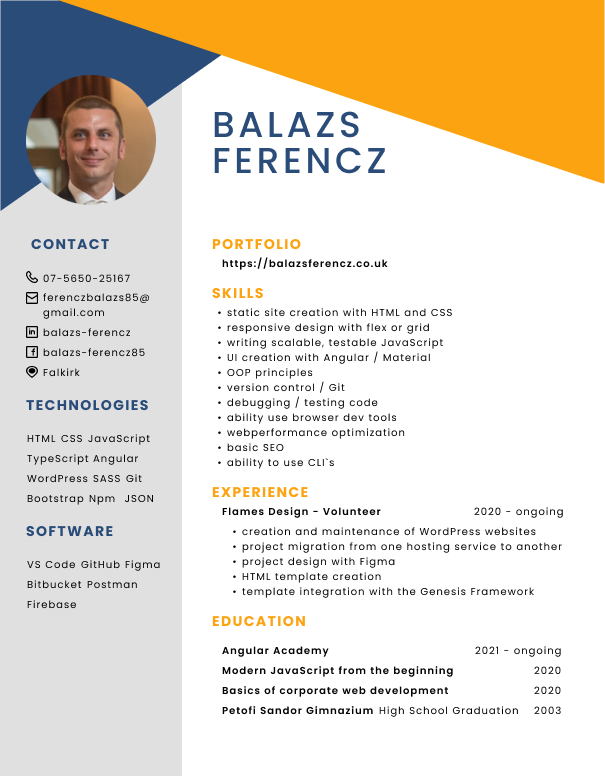 BALAZS
FERENCZ
CONTACT
07-5650-25167
ferenczbalazs85@
gmail.com
balazs-ferencz
balazs-ferencz85
Falkirk
TECHNOLOGIES
HTML CSS JavaScript
TypeScript Angular
WordPress SASS Git
Bootstrap Npm JSON
SOFTWARE
VS Code GitHub Figma
Bitbucket Postman
Firebase
PORTFOLIO
https://balazsferencz.co.uk
SKILLS
• static site creation with HTML and CSS
• responsive design with flex or grid
• writing scalable, testable JavaScript
• UI creation with Angular / Material
• OOP principles
• version control / Git
• debugging / testing code
• ability use browser dev tools
• webperformance optimization
• basic SEO
• ability to use CLI`s
EXPERIENCE
Flames Design - Volunteer 2020 - ongoing
• creation and maintenance of WordPress websites
• project migration from one hosting service to another
• project design with Figma
• HTML template creation
• template integration with the Genesis Framework
EDUCATION
Angular Academy 2021 - ongoing
Modern JavaScript from the beginning 2020
Basics of corporate web development 2020
Petofi Sandor Gimnazium High School Graduation 2003